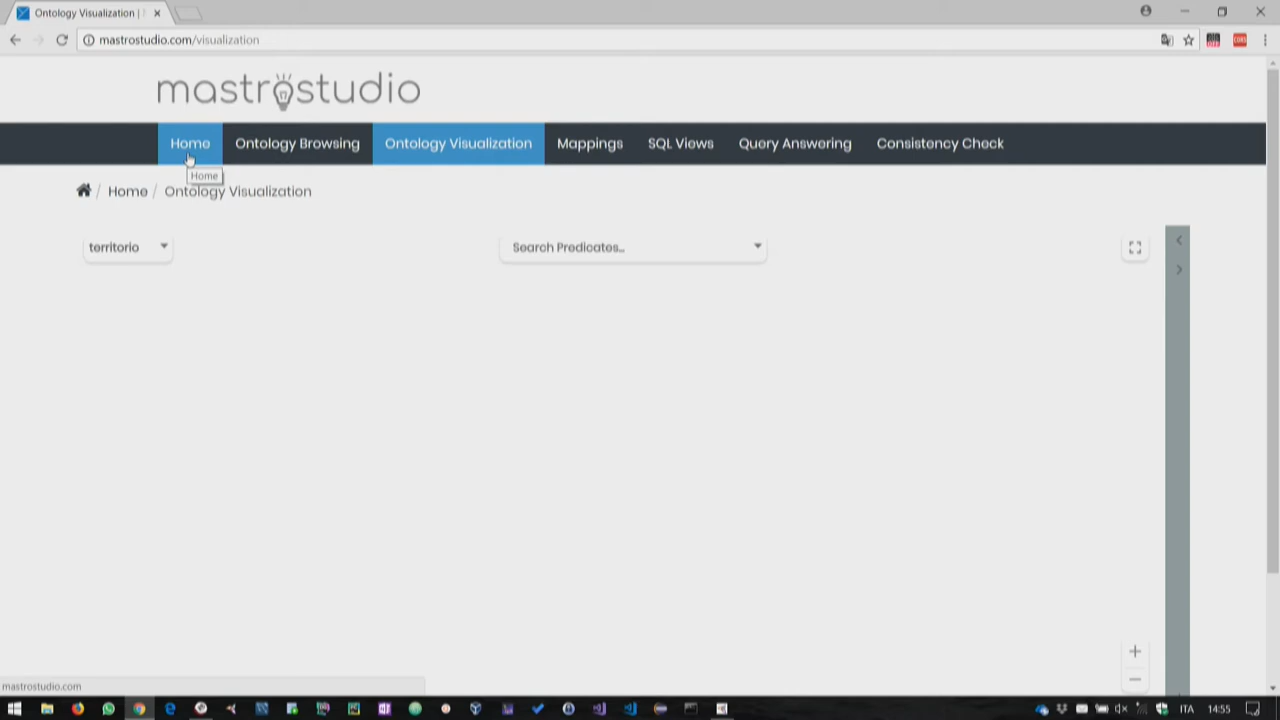 Ontology Visualization |
mastrostudio.com/visualization
mastrostudio
Home Ontology Browsing Ontology Visualization Mappings SQL Views Query Answering Consistency Check
Home
/ Home / Ontology Visualization
territorio
Search Predicates...
mastrostudio.com
ITA 14:55